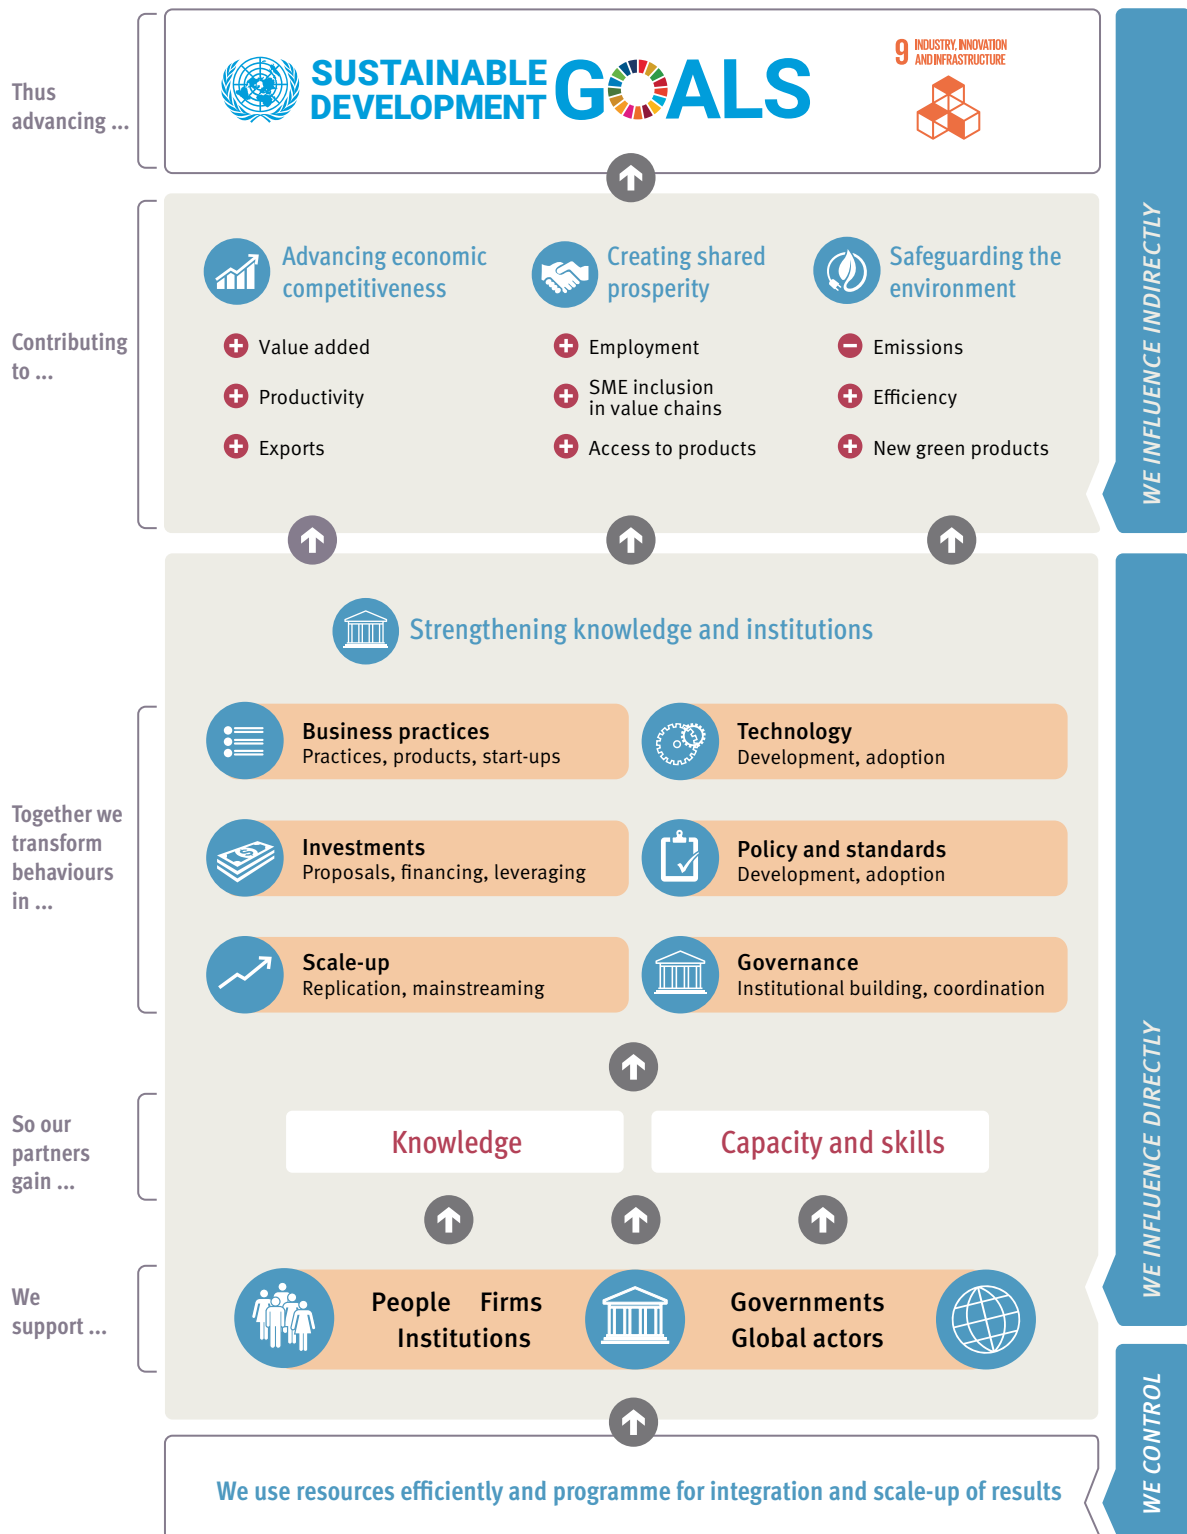 Thus
advancing ...
SUSTAINABLE
DEVELOPMENT
GOALS
9 INDUSTRY, INNOVATION
AND INFRASTRUCTURE
WE INFLUENCE INDIRECTLY
Contributing
to ...
Advancing economic
competitiveness
Value added
Productivity
Exports
Creating shared
prosperity
Employment
SME inclusion
in value chains
Access to products
Safeguarding the
environment
Emissions
Efficiency
New green products
Strengthening knowledge and institutions
Together we
transform
behaviours
in ...
Business practices
Practices, products, start-ups
Technology
Development, adoption
Investments
Proposals, financing, leveraging
Policy and standards
Development, adoption
Scale-up
Replication, mainstreaming
Governance
Institutional building, coordination
WE INFLUENCE DIRECTLY
So our
partners
gain ...
Knowledge
Capacity and skills
We
support ...
People Firms
Institutions
Governments
Global actors
WE CONTROL
We use resources efficiently and programme for integration and scale-up of results